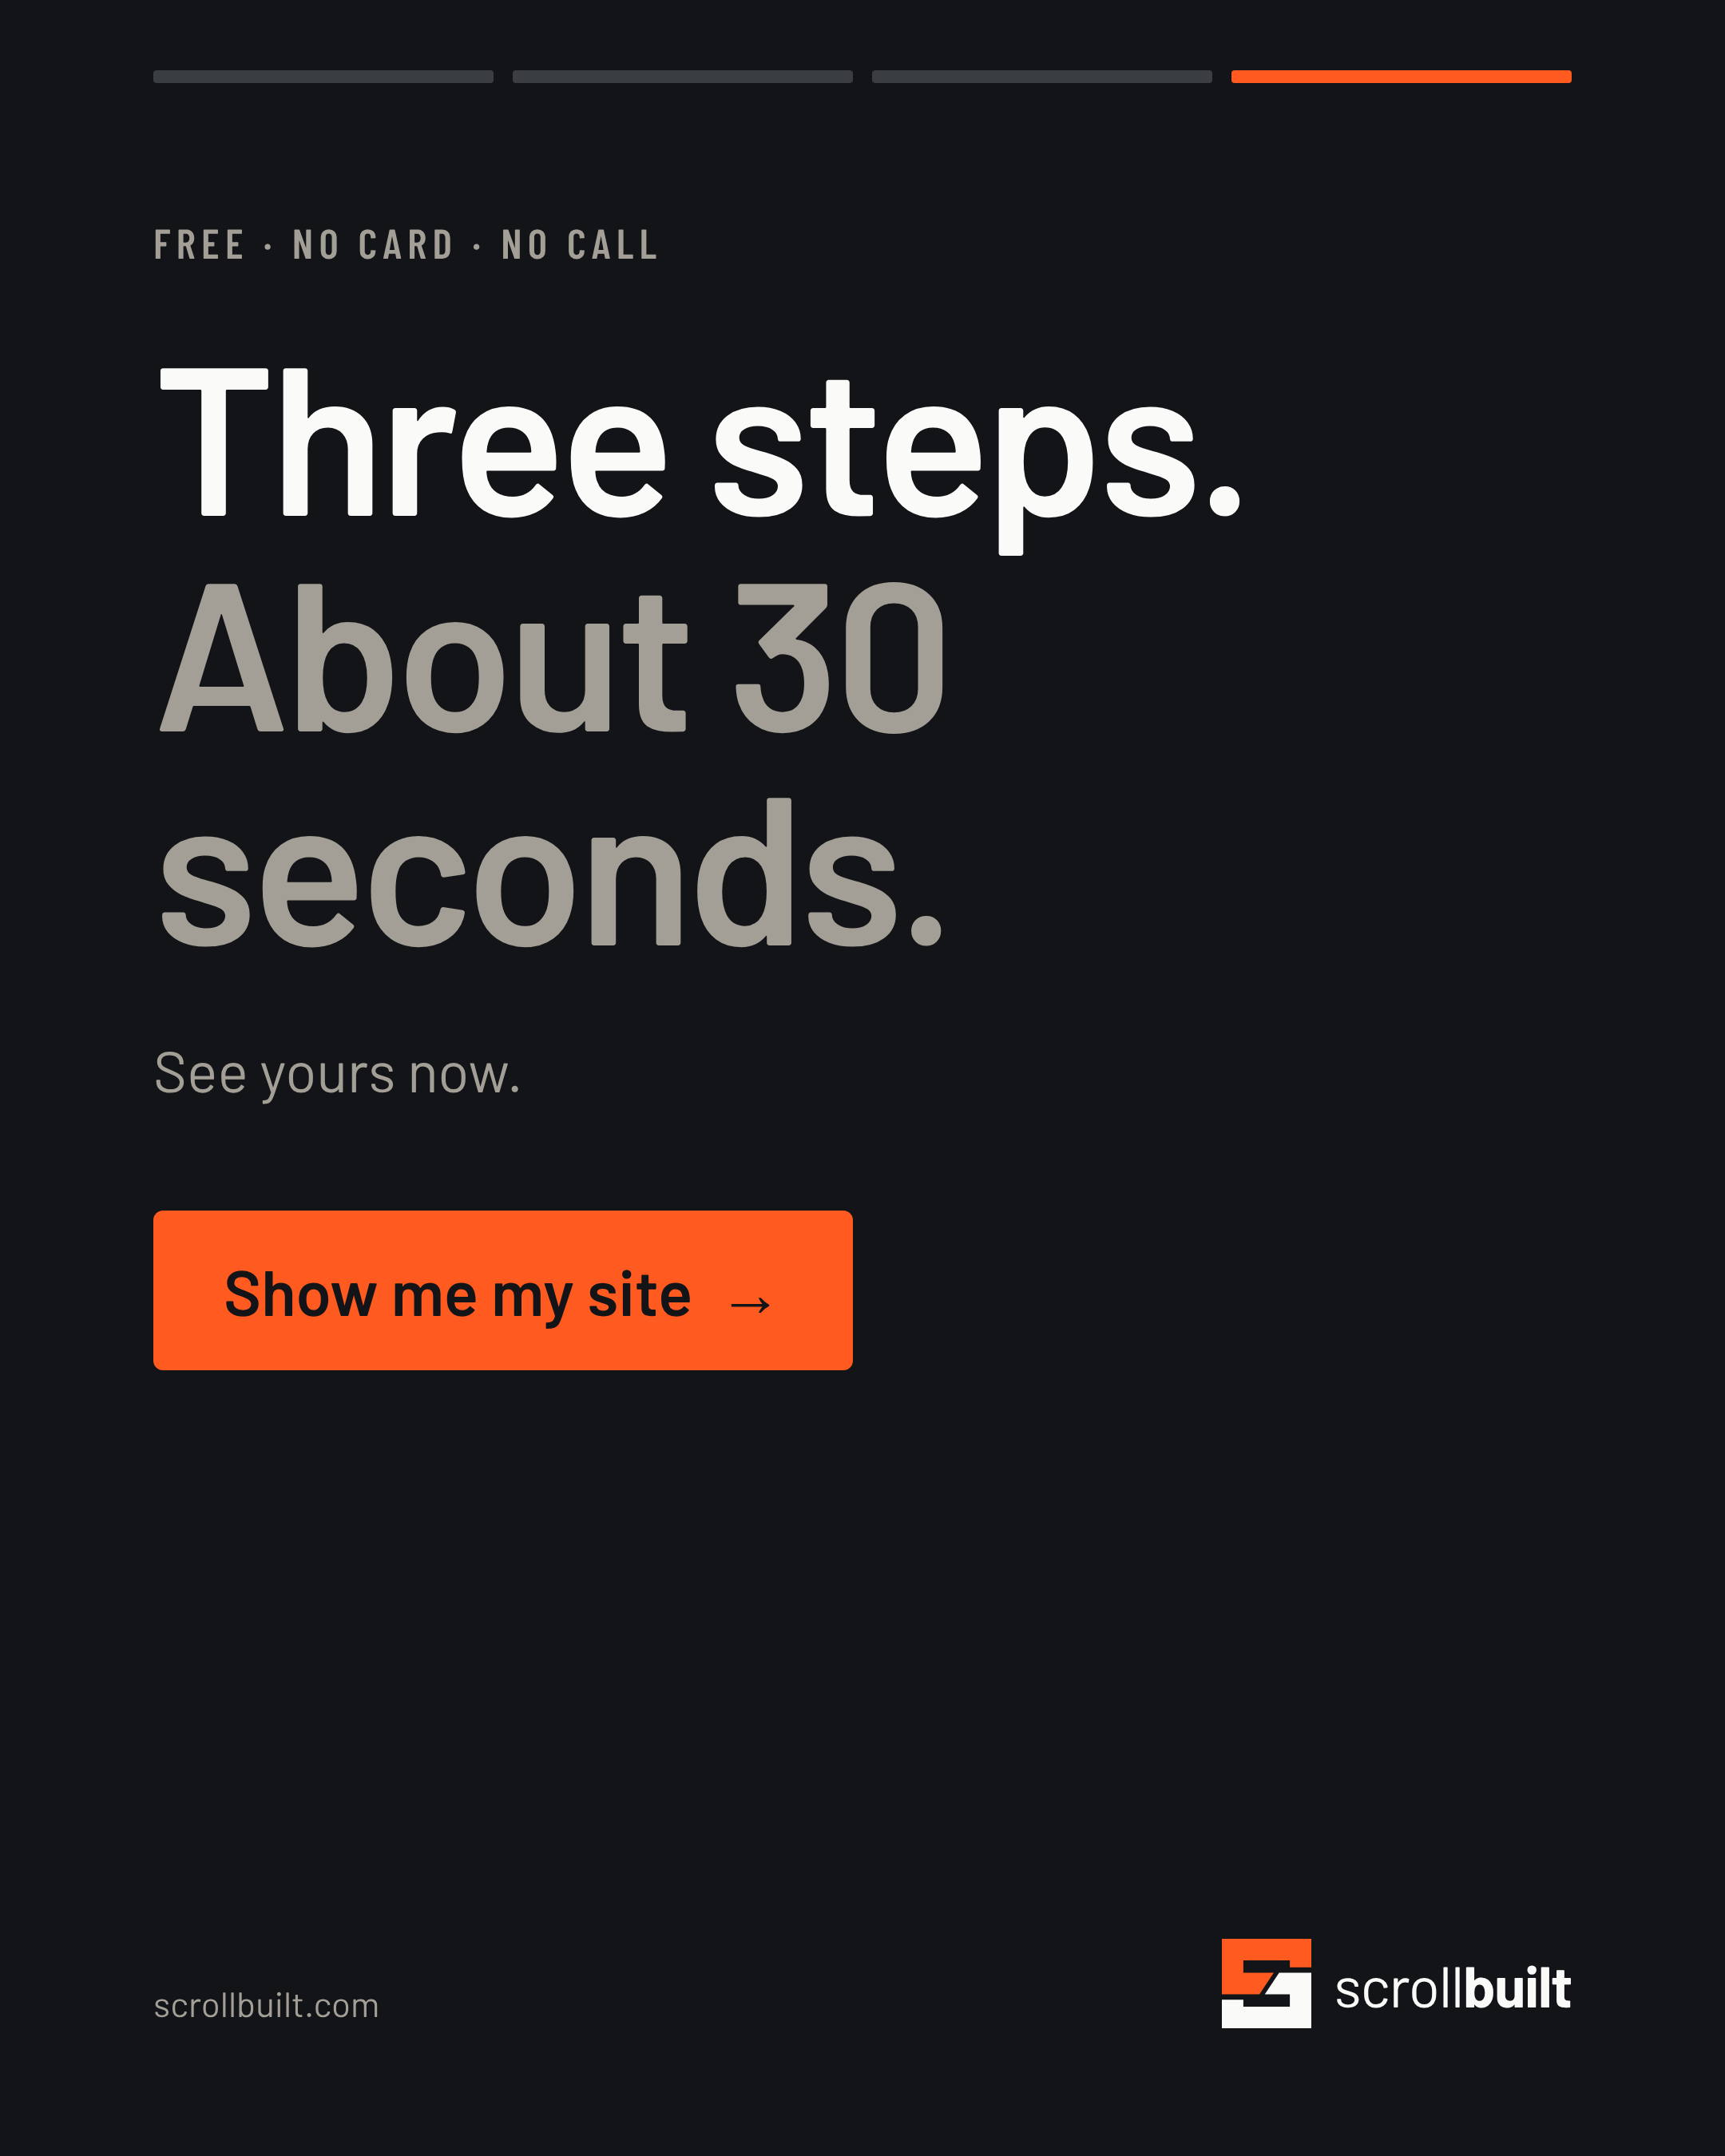 FREE · NO CARD · NO CALL
Three steps.
About 30
seconds.
See yours now.
Show me my site →
scrollbuilt.com
scrollbuilt